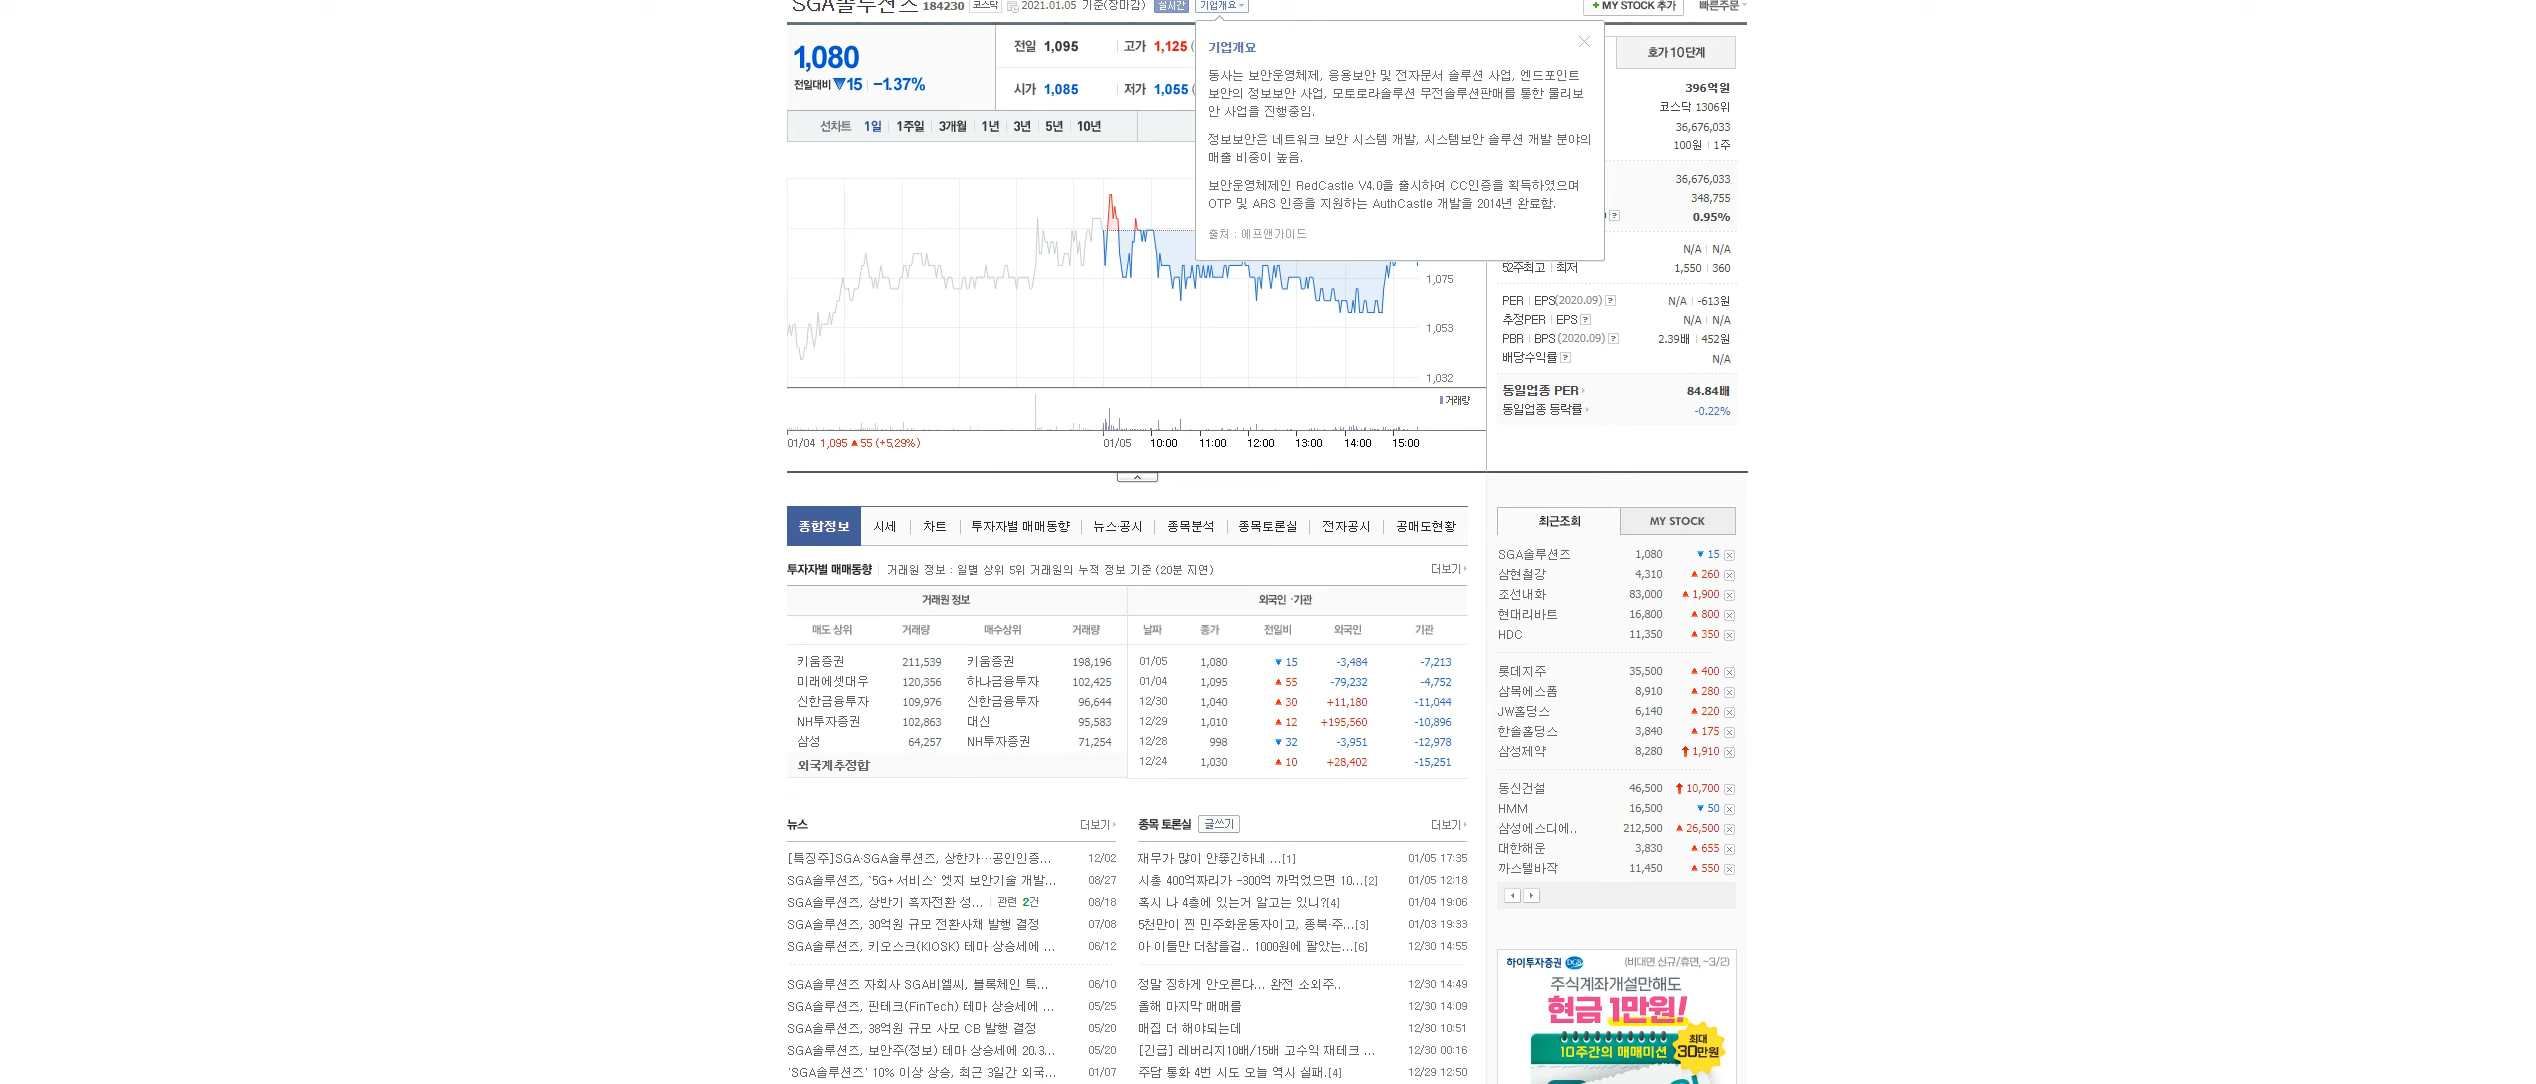 SGA솔루션즈 184230 코스닥 2021.01.05 기준(장마감) 실시간 기업개요
+ MY STOCK 추가 빠른주문
1,080
전일대비 ▼15 -1.37%
전일 1,095 고가 1,125
시가 1,085 저가 1,055
기업개요
동사는 보안운영체제, 응용보안 및 전자문서 솔루션 사업, 엔드포인트
보안의 정보보안 사업, 모토로라솔루션 무전솔루션판매를 통한 물리보
안 사업을 진행중임.
정보보안은 네트워크 보안 시스템 개발, 시스템보안 솔루션 개발 분야의
매출 비중이 높음.
보안운영체제인 RedCastle V4.0을 출시하여 CC인증을 획득하였으며
OTP 및 ARS 인증을 지원하는 AuthCastle 개발을 2014년 완료함.
출처 : 에프앤가이드
선차트 1일 1주일 3개월 1년 3년 5년 10년
1,075
1,053
1,032
거래량
01/04 1,095 ▲55 (+5,29%) 01/05 10:00 11:00 12:00 13:00 14:00 15:00
호가 10단계
396억원
코스닥 1306위
36,676,033
100원 | 1주
36,676,033
348,755
0.95%
N/A | N/A
52주최고 | 최저 1,550 | 360
PER | EPS(2020.09) N/A | -613원
추정PER | EPS N/A | N/A
PBR | BPS (2020.09) 2.39배 | 452원
배당수익률 N/A
동일업종 PER 84.84배
동일업종 등락률 -0.22%
종합정보 시세 차트 투자자별 매매동향 뉴스·공시 종목분석 종목토론실 전자공시 공매도현황
투자자별 매매동향 거래원 정보 : 일별 상위 5위 거래원의 누적 정보 기준 (20분 지연) 더보기
거래원 정보 외국인 ·기관
매도 상위 거래량 매수상위 거래량 날짜 종가 전일비 외국인 기관
키움증권 211,539 키움증권 198,196 01/05 1,080 ▼ 15 -3,484 -7,213
미래에셋대우 120,356 하나금융투자 102,425 01/04 1,095 ▲ 55 -79,232 -4,752
신한금융투자 109,976 신한금융투자 96,644 12/30 1,040 ▲ 30 +11,180 -11,044
NH투자증권 102,863 대신 95,583 12/29 1,010 ▲ 12 +195,560 -10,896
삼성 64,257 NH투자증권 71,254 12/28 998 ▼ 32 -3,951 -12,978
외국계추정합 12/24 1,030 ▲ 10 +28,402 -15,251
뉴스 더보기
[특징주]SGA·SGA솔루션즈, 상한가…공인인증... 12/02
SGA솔루션즈, `5G+ 서비스` 엣지 보안기술 개발... 08/27
SGA솔루션즈, 상반기 흑자전환 성... 관련 2건 08/18
SGA솔루션즈, 30억원 규모 전환사채 발행 결정 07/08
SGA솔루션즈, 키오스크(KIOSK) 테마 상승세에 ... 06/12
SGA솔루션즈 자회사 SGA비엘씨, 블록체인 특... 06/10
SGA솔루션즈, 핀테크(FinTech) 테마 상승세에 ... 05/25
SGA솔루션즈, 38억원 규모 사모 CB 발행 결정 05/20
SGA솔루션즈, 보안주(정보) 테마 상승세에 20.3... 05/20
'SGA솔루션즈' 10% 이상 상승, 최근 3일간 외국... 01/07
종목 토론실 글쓰기 더보기
재무가 많이 안좋긴하네 ...[1] 01/05 17:35
시총 400억짜리가 -300억 까먹었으면 10...[2] 01/05 12:18
혹시 나 4층에 있는거 알고는 있니?[4] 01/04 19:06
5천만이 찐 민주화운동자이고, 종북·주...[3] 01/03 19:33
아 이들만 더참을걸.. 1000원에 팔았는...[6] 12/30 14:55
정말 징하게 안오른다... 완전 소외주.. 12/30 14:49
올해 마지막 매매를 12/30 14:09
매집 더 해야되는데 12/30 10:51
[긴급] 레버리지10배/15배 고수익 재테크 ... 12/30 00:16
주담 통화 4번 시도 오늘 역시 실패.[4] 12/29 12:50
최근조회 MY STOCK
SGA솔루션즈 1,080 ▼ 15
삼현철강 4,310 ▲ 260
조선내화 83,000 ▲ 1,900
현대리바트 16,800 ▲ 800
HDC 11,350 ▲ 350
롯데지주 35,500 ▲ 400
삼목에스폼 8,910 ▲ 280
JW홀딩스 6,140 ▲ 220
한솔홀딩스 3,840 ▲ 175
삼성제약 8,280 ↑ 1,910
동신건설 46,500 ↑ 10,700
HMM 16,500 ▼ 50
삼성에스디에.. 212,500 ▲ 26,500
대한해운 3,830 ▲ 655
까스텔바작 11,450 ▲ 550
하이투자증권 DGB (비대면 신규/휴면, ~3/2)
주식계좌개설만해도
현금 1만원!
10주간의 매매미션
최대
30만원